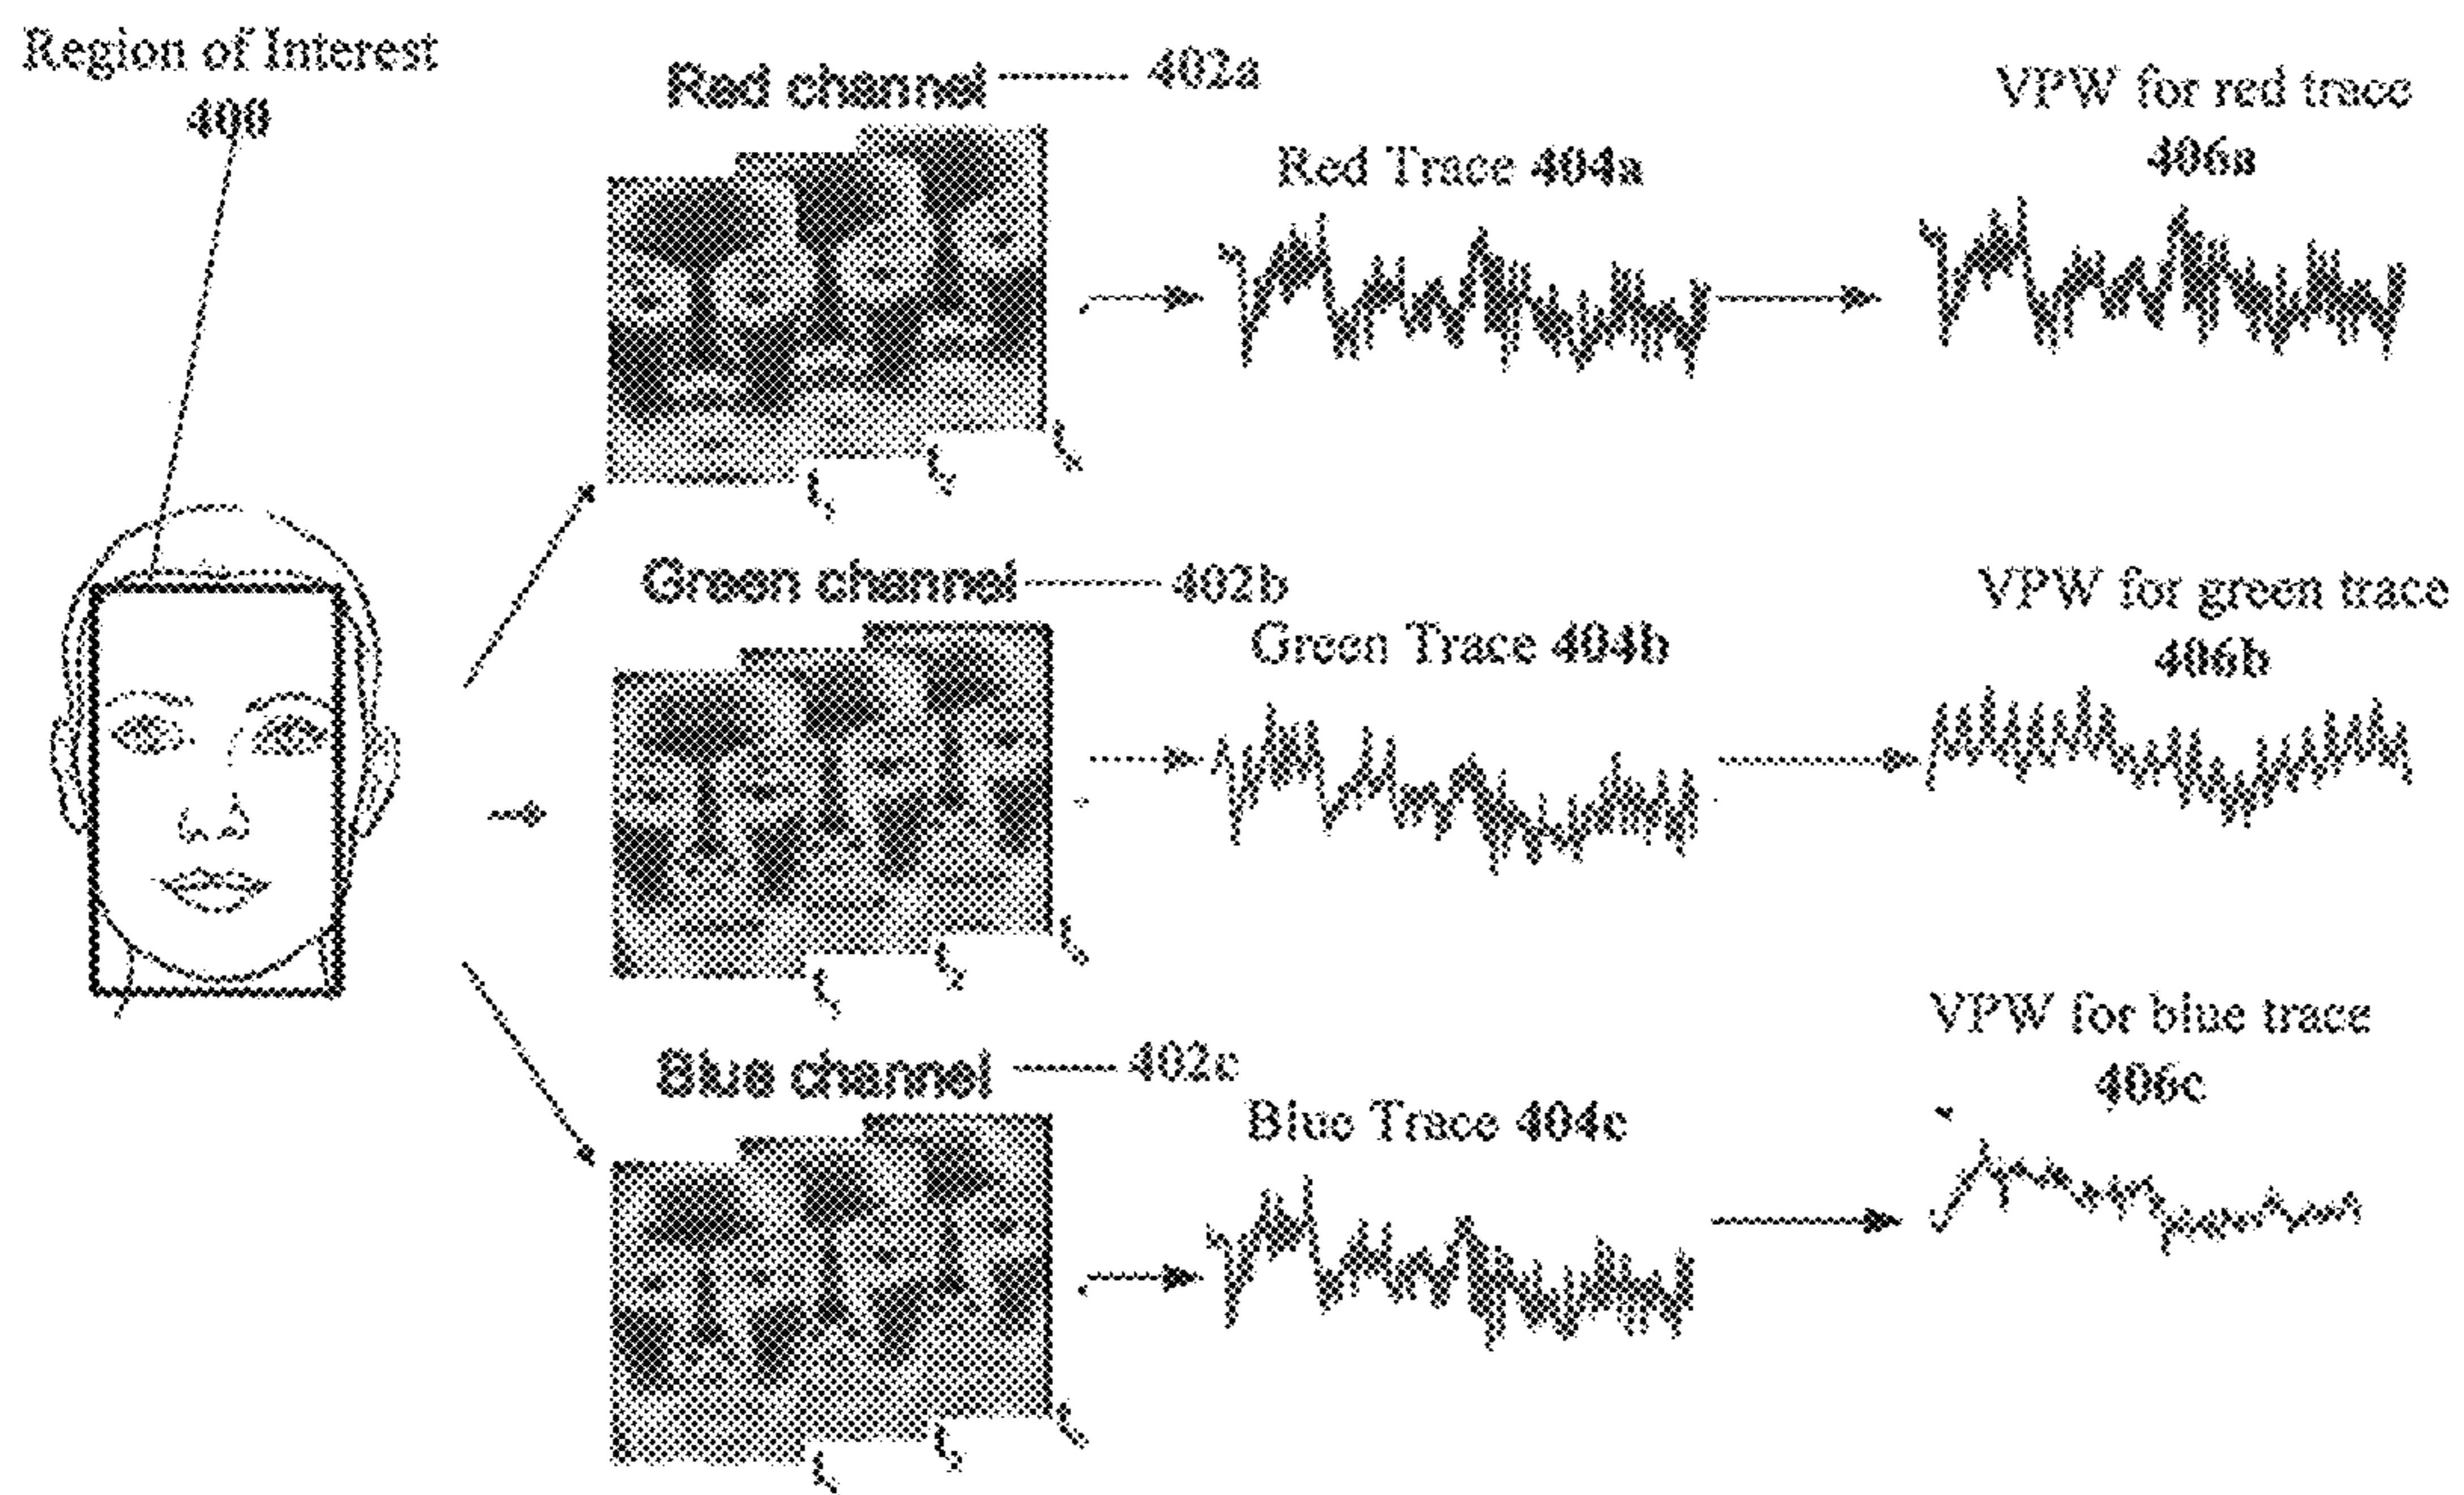 Region of Interest
400
Red channel 402a
Red Trace 404a
VPW for red trace
406a
Green channel 402b
Green Trace 404b
VPW for green trace
406b
Blue channel 402c
Blue Trace 404c
VPW for blue trace
406c